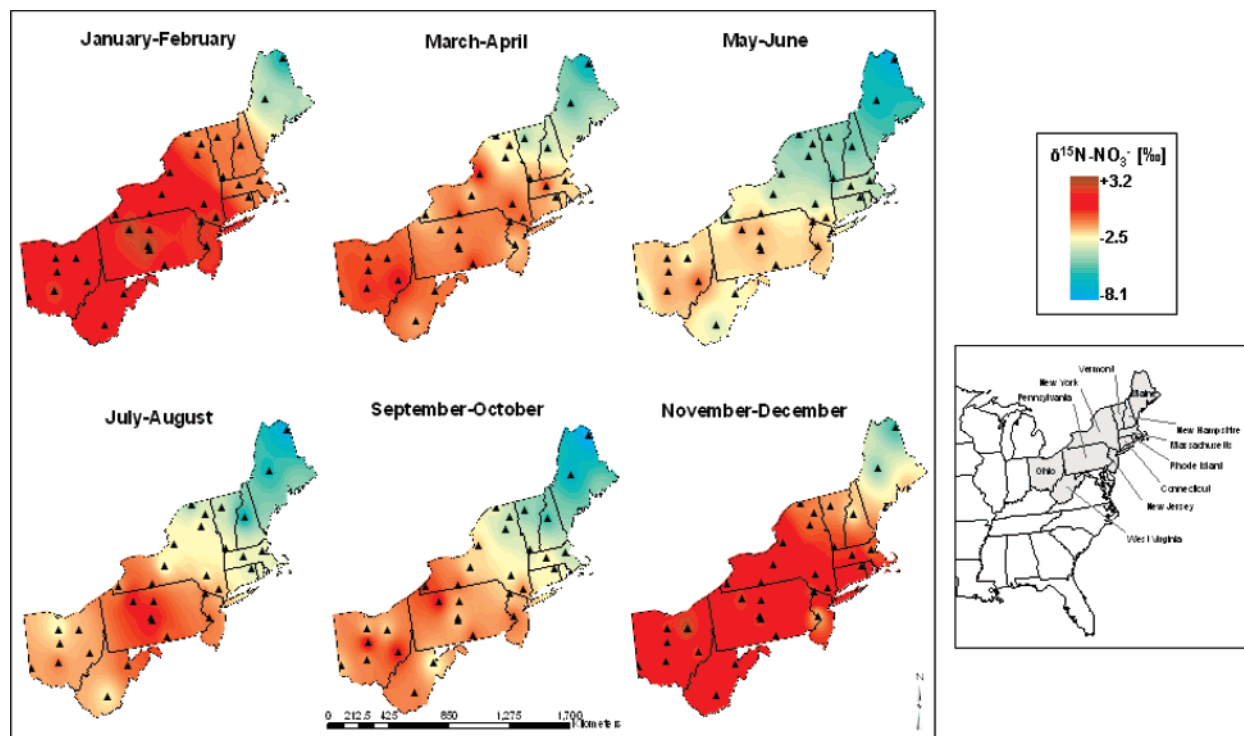 January-February
March-April
May-June
July-August
September-October
November-December
0 212.5 425 850 1,275 1,700
Kilometers
N
δ¹⁵N-NO₃⁻ [‰]
+3.2
-2.5
-8.1
Vermont
New York
Pennsylvania
Maine
New Hampshire
Massachusetts
Rhode Island
Ohio
Connecticut
New Jersey
West Virginia